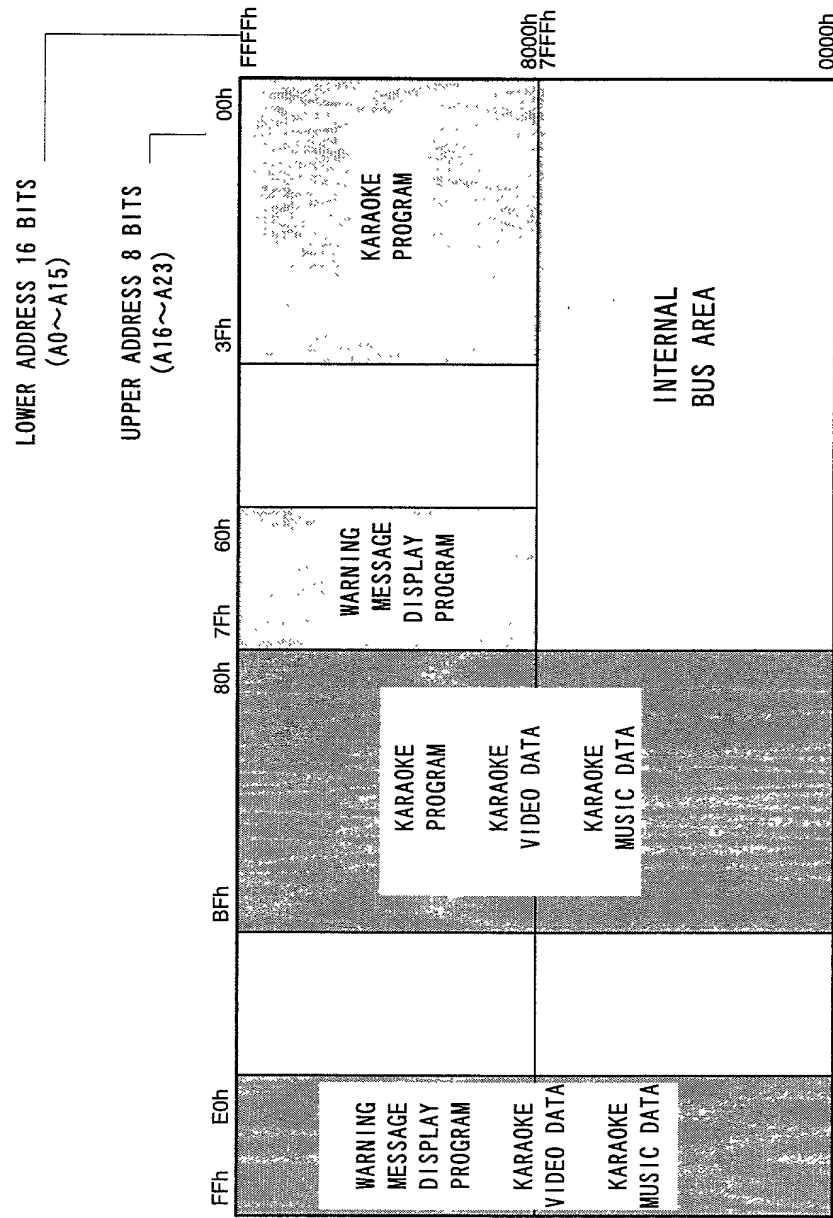 LOWER ADDRESS 16 BITS
(A0~A15)
UPPER ADDRESS 8 BITS
(A16~A23)
FFh E0h BFh 80h 7Fh 60h 3Fh 00h
FFFFh
WARNING
MESSAGE
DISPLAY
PROGRAM
KARAOKE
VIDEO DATA
KARAOKE
MUSIC DATA
KARAOKE
PROGRAM
KARAOKE
VIDEO DATA
KARAOKE
MUSIC DATA
WARNING
MESSAGE
DISPLAY
PROGRAM
KARAOKE
PROGRAM
8000h
7FFFh
INTERNAL
BUS AREA
0000h